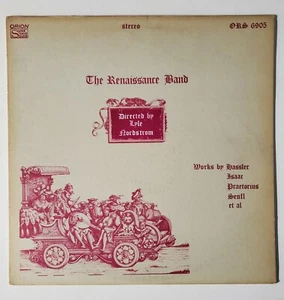 ORION
stereo
ORS 6905
The Renaissance Band
Directed by
Lyle
Nordstrom
Works by Hassler
Isaac
Praetorius
Senfl
et al